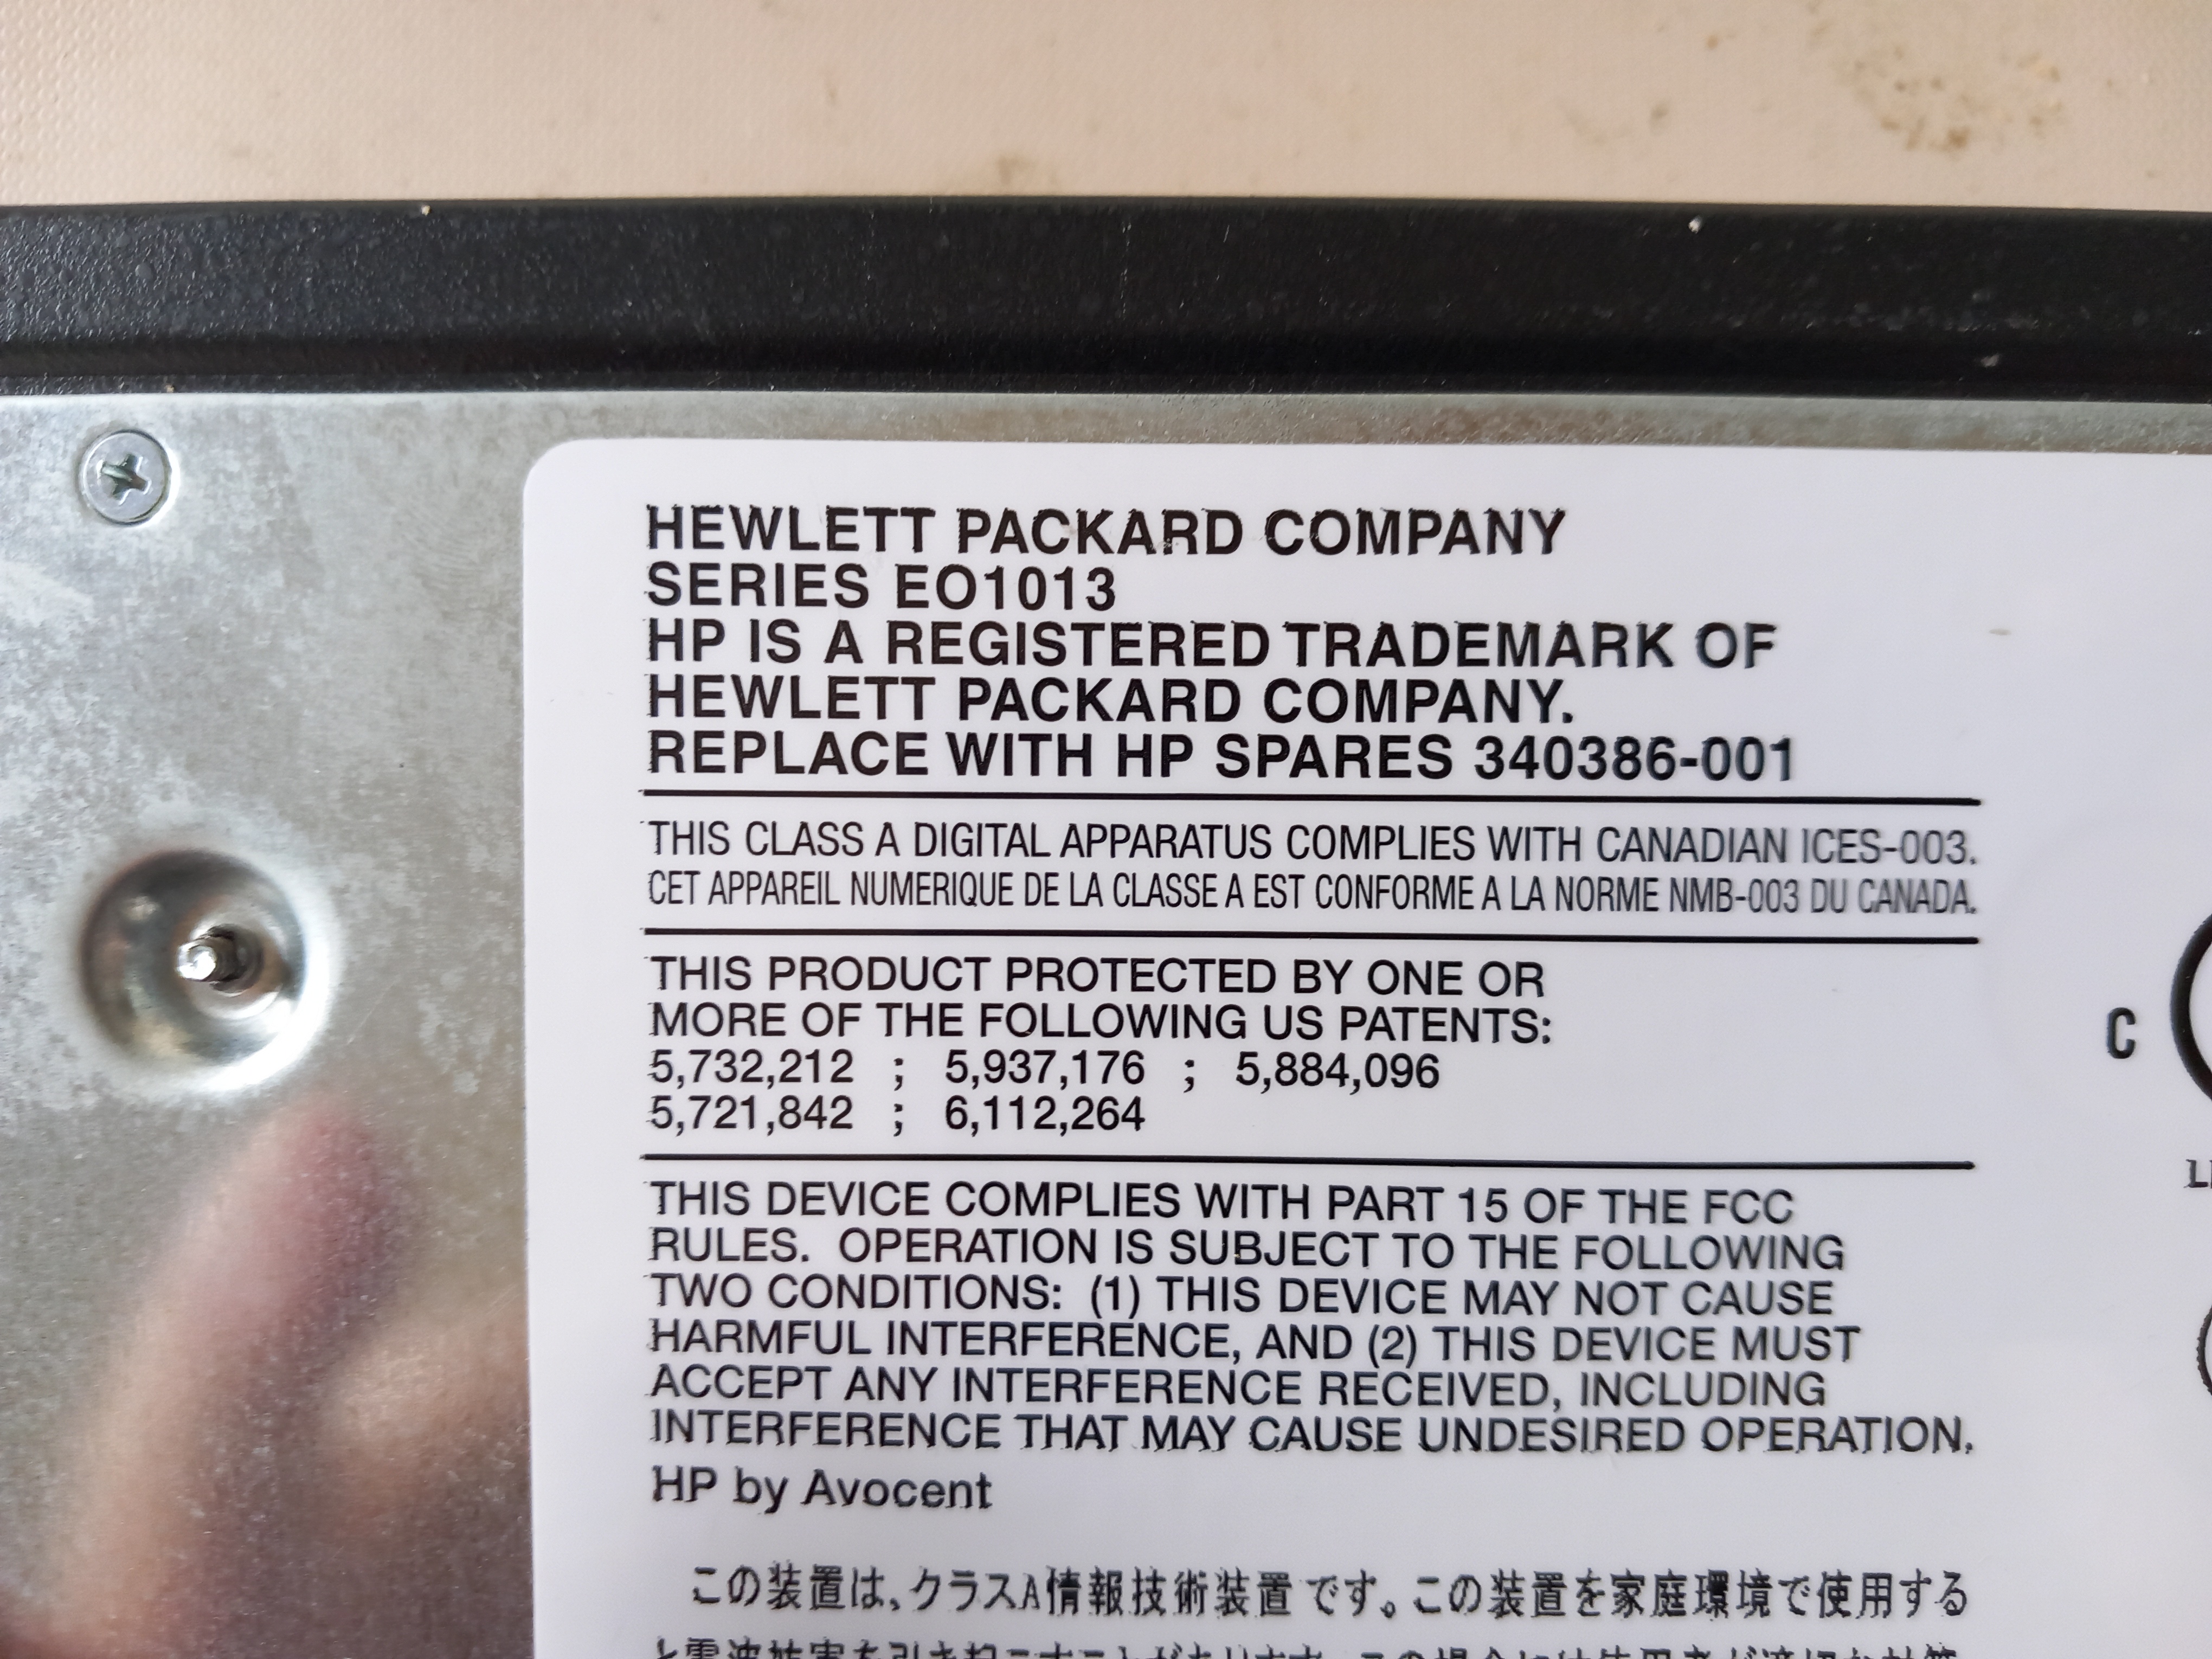 HEWLETT PACKARD COMPANY
SERIES EO1013
HP IS A REGISTERED TRADEMARK OF
HEWLETT PACKARD COMPANY.
REPLACE WITH HP SPARES 340386-001
THIS CLASS A DIGITAL APPARATUS COMPLIES WITH CANADIAN ICES-003.
CET APPAREIL NUMERIQUE DE LA CLASSE A EST CONFORME A LA NORME NMB-003 DU CANADA.
THIS PRODUCT PROTECTED BY ONE OR
MORE OF THE FOLLOWING US PATENTS:
5,732,212 ; 5,937,176 ; 5,884,096
5,721,842 ; 6,112,264
THIS DEVICE COMPLIES WITH PART 15 OF THE FCC
RULES. OPERATION IS SUBJECT TO THE FOLLOWING
TWO CONDITIONS: (1) THIS DEVICE MAY NOT CAUSE
HARMFUL INTERFERENCE, AND (2) THIS DEVICE MUST
ACCEPT ANY INTERFERENCE RECEIVED, INCLUDING
INTERFERENCE THAT MAY CAUSE UNDESIRED OPERATION.
HP by Avocent
この装置は、クラスA情報技術装置です。この装置を家庭環境で使用する
C